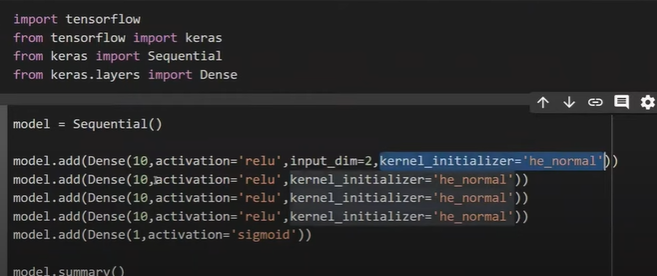 import tensorflow
from tensorflow import keras
from keras import Sequential
from keras.layers import Dense
model = Sequential()
model.add(Dense(10,activation='relu',input_dim=2,kernel_initializer='he_normal'))
model.add(Dense(10,activation='relu',kernel_initializer='he_normal'))
model.add(Dense(10,activation='relu',kernel_initializer='he_normal'))
model.add(Dense(10,activation='relu',kernel_initializer='he_normal'))
model.add(Dense(1,activation='sigmoid'))
model.summary()